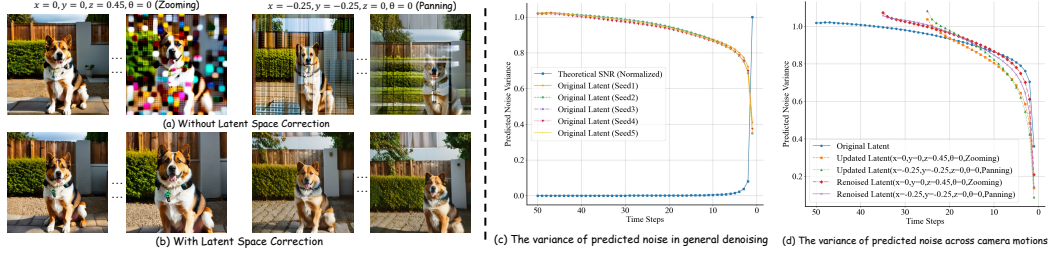 x = 0, y = 0, z = 0.45, θ = 0 (Zooming)
x = −0.25, y = −0.25, z = 0, θ = 0 (Panning)
...
...
...
...
(a) Without Latent Space Correction
...
...
(b) With Latent Space Correction
Predicted Noise Variance
1.0
0.8
0.6
0.4
0.2
0.0
Theoretical SNR (Normalized)
Original Latent (Seed1)
Original Latent (Seed2)
Original Latent (Seed3)
Original Latent (Seed4)
Original Latent (Seed5)
50
40
30
20
10
0
Time Steps
(c) The variance of predicted noise in general denoising
Predicted Noise Variance
1.0
0.8
0.6
0.4
0.2
Original Latent
Updated Latent(x=0,y=0,z=0.45,θ=0,Zooming)
Updated Latent(x=-0.25,y=-0.25,z=0,θ=0,Panning)
Renoised Latent(x=0,y=0,z=0.45,θ=0,Zooming)
Renoised Latent(x=-0.25,y=-0.25,z=0,θ=0,Panning)
50
40
30
20
10
0
Time Steps
(d) The variance of predicted noise across camera motions